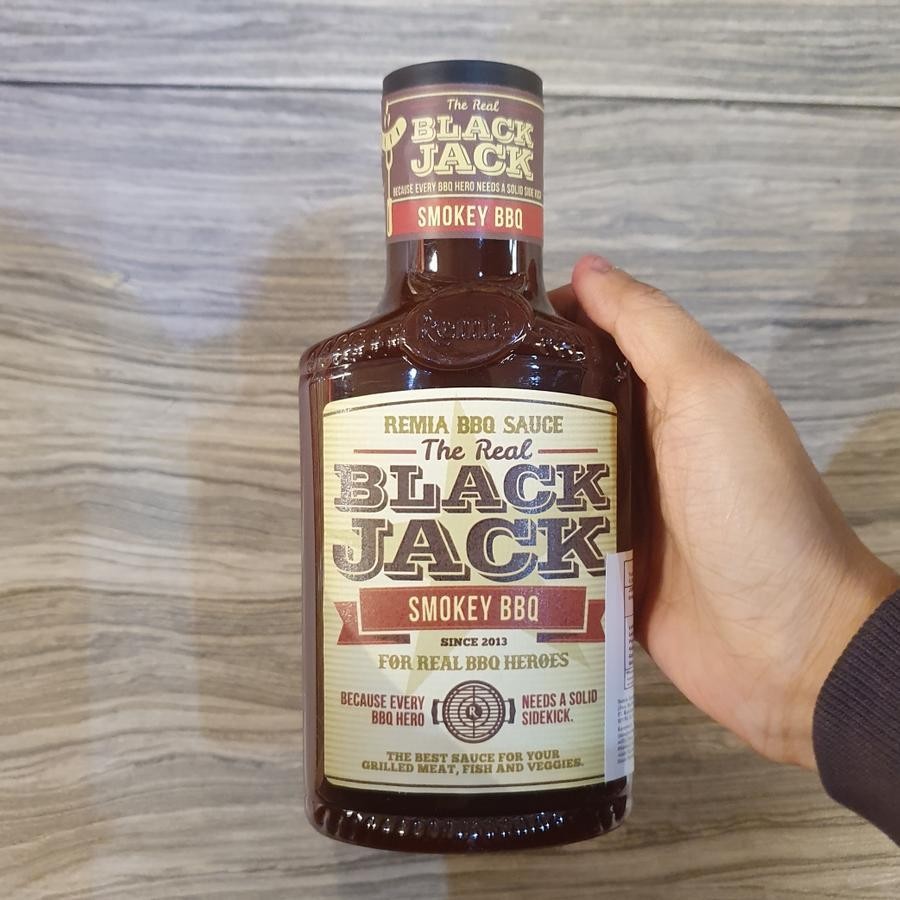 The Real
BLACK
JACK
BECAUSE EVERY BBQ HERO NEEDS A SOLID SIDE
SMOKEY BBQ
Remia
REMIA BBQ SAUCE
The Real
BLACK
JACK
SMOKEY BBQ
SINCE 2013
FOR REAL BBQ HEROES
BECAUSE EVERY
BBQ HERO
NEEDS A SOLID
SIDEKICK.
THE BEST SAUCE FOR YOUR
GRILLED MEAT, FISH AND VEGGIES.